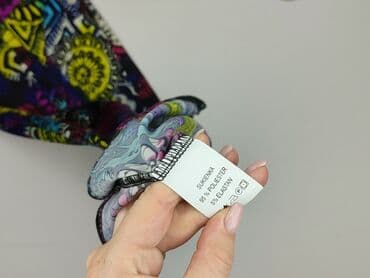 SUKIENKA
95 % POLIESTER
5% ELASTAN